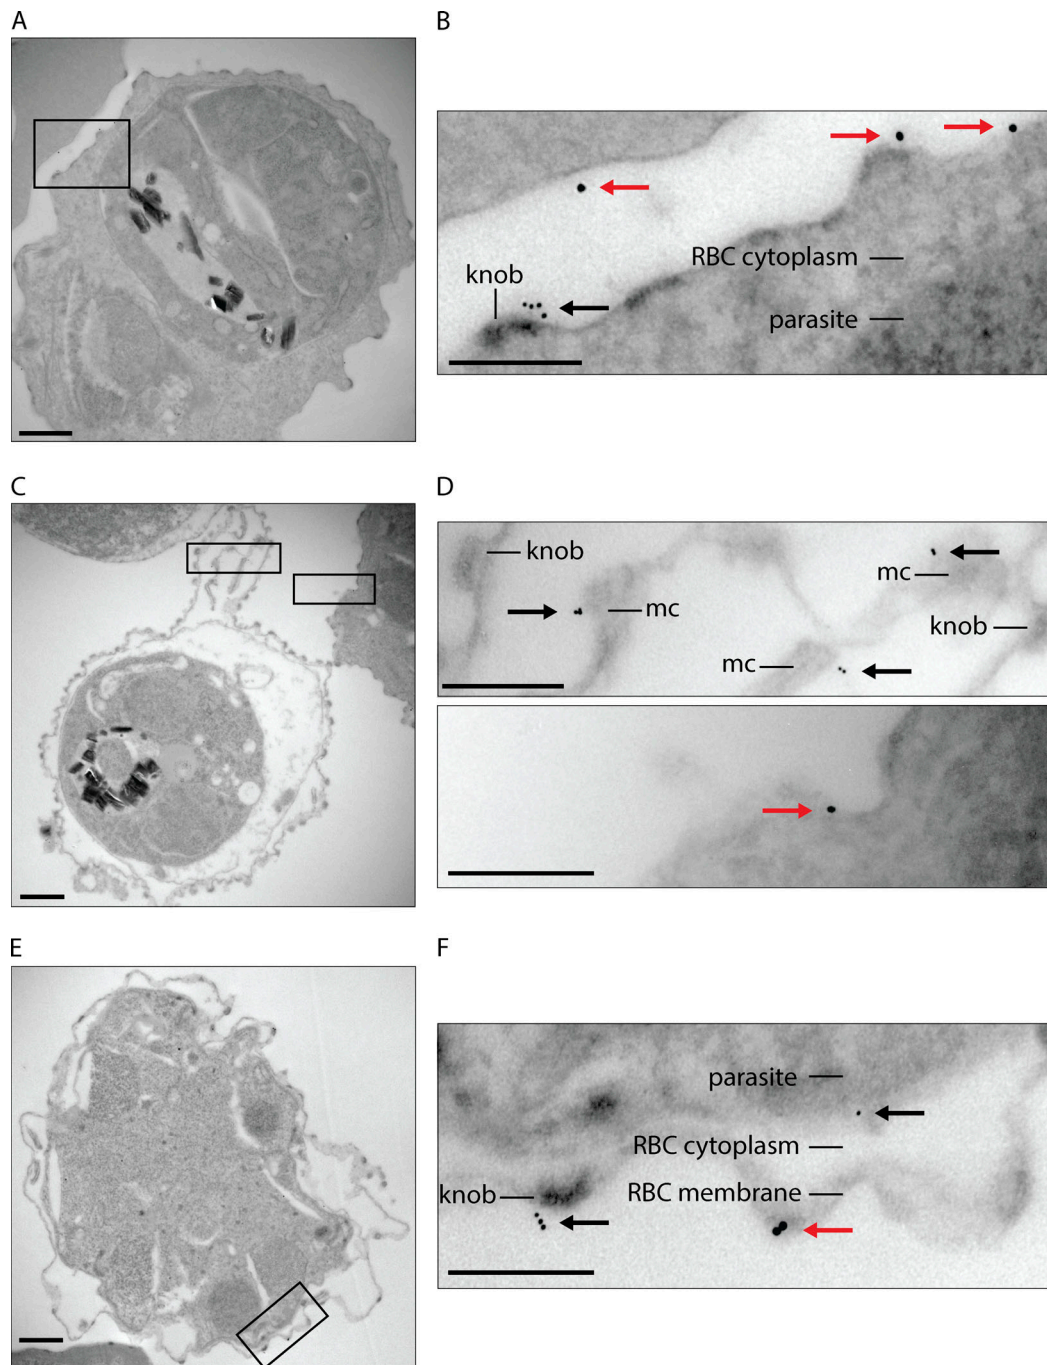 A
B
RBC cytoplasm
knob
parasite
C
D
knob
mc
mc
knob
mc
E
F
parasite
RBC cytoplasm
knob
RBC membrane